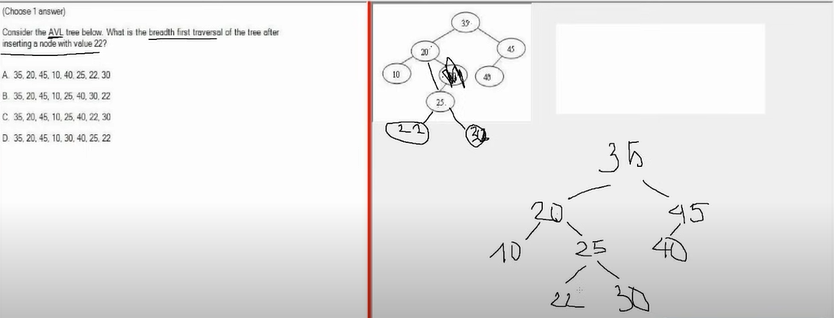 (Choose 1 answer)
Consider the AVL tree below. What is the breadth first traversal of the tree after
inserting a node with value 22?
A. 35, 20, 45, 10, 40, 25, 22, 30
B. 35, 20, 45, 10, 25, 40, 30, 22
C. 35, 20, 45, 10, 25, 40, 22, 30
D. 35, 20, 45, 10, 30, 40, 25, 22
35
20
45
10
40
25
22
35
20
45
10
25
40
22
30